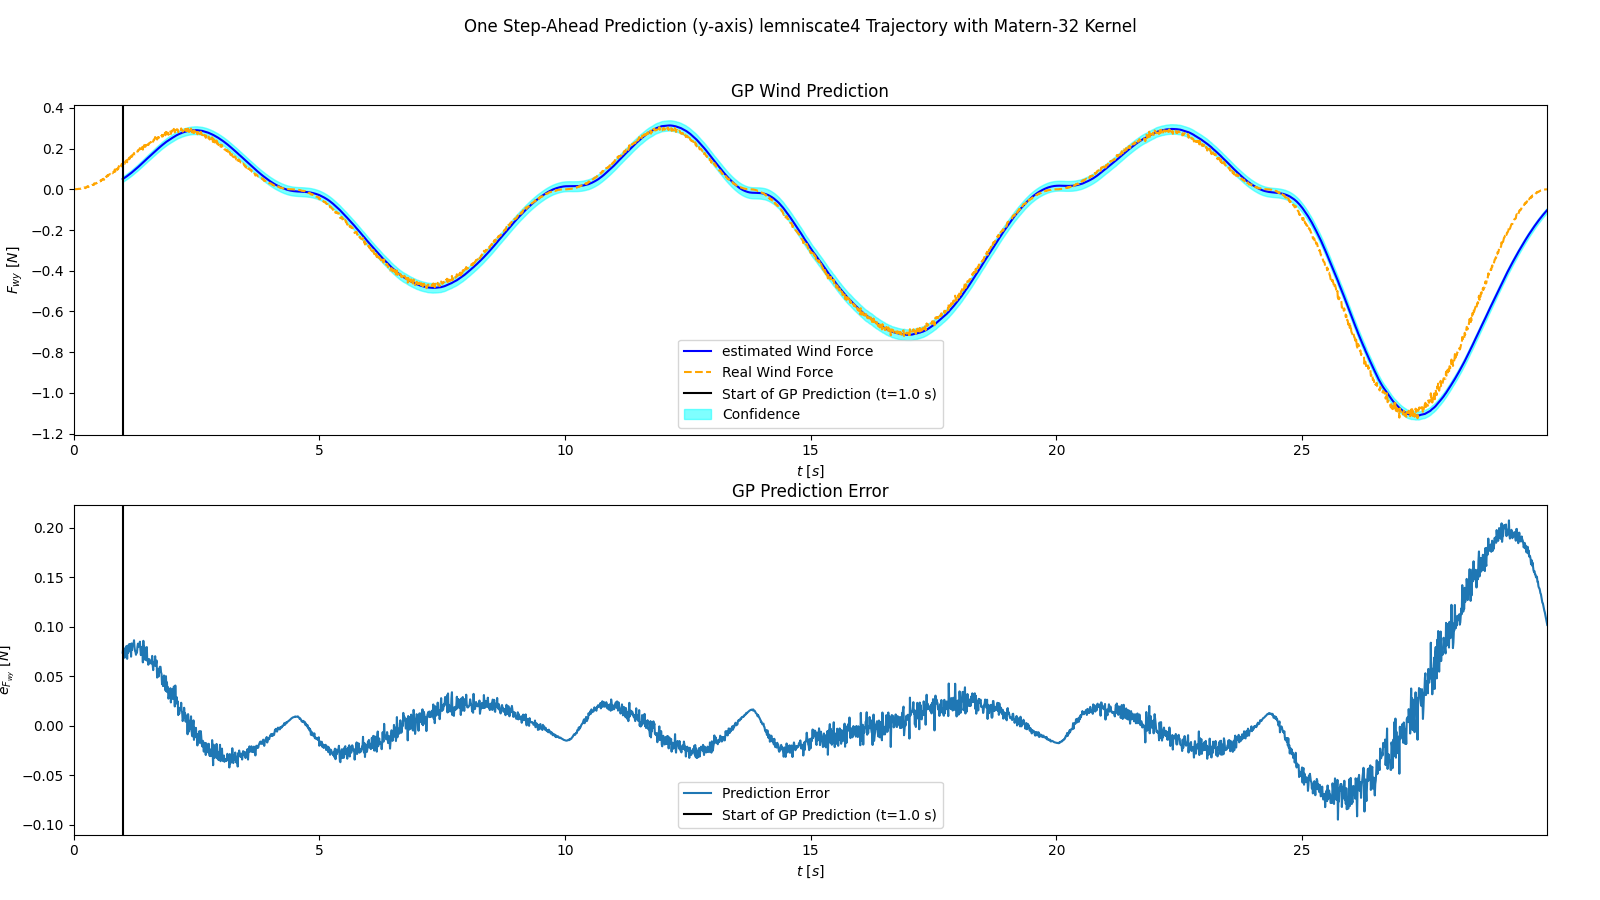 One Step-Ahead Prediction (y-axis) lemniscate4 Trajectory with Matern-32 Kernel
GP Wind Prediction
0.4
0.2
0.0
−0.2
−0.4
−0.6
−0.8
−1.0
−1.2
F_wy [N]
estimated Wind Force
Real Wind Force
Start of GP Prediction (t=1.0 s)
Confidence
0 5 10 15 20 25
t [s]
GP Prediction Error
0.20
0.15
0.10
0.05
0.00
−0.05
−0.10
e_F_wy [N]
Prediction Error
Start of GP Prediction (t=1.0 s)
0 5 10 15 20 25
t [s]